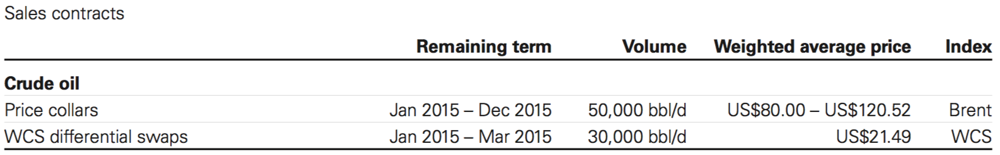 Sales contracts
Remaining term Volume Weighted average price Index
Crude oil
Price collars Jan 2015 – Dec 2015 50,000 bbl/d US$80.00 – US$120.52 Brent
WCS differential swaps Jan 2015 – Mar 2015 30,000 bbl/d US$21.49 WCS